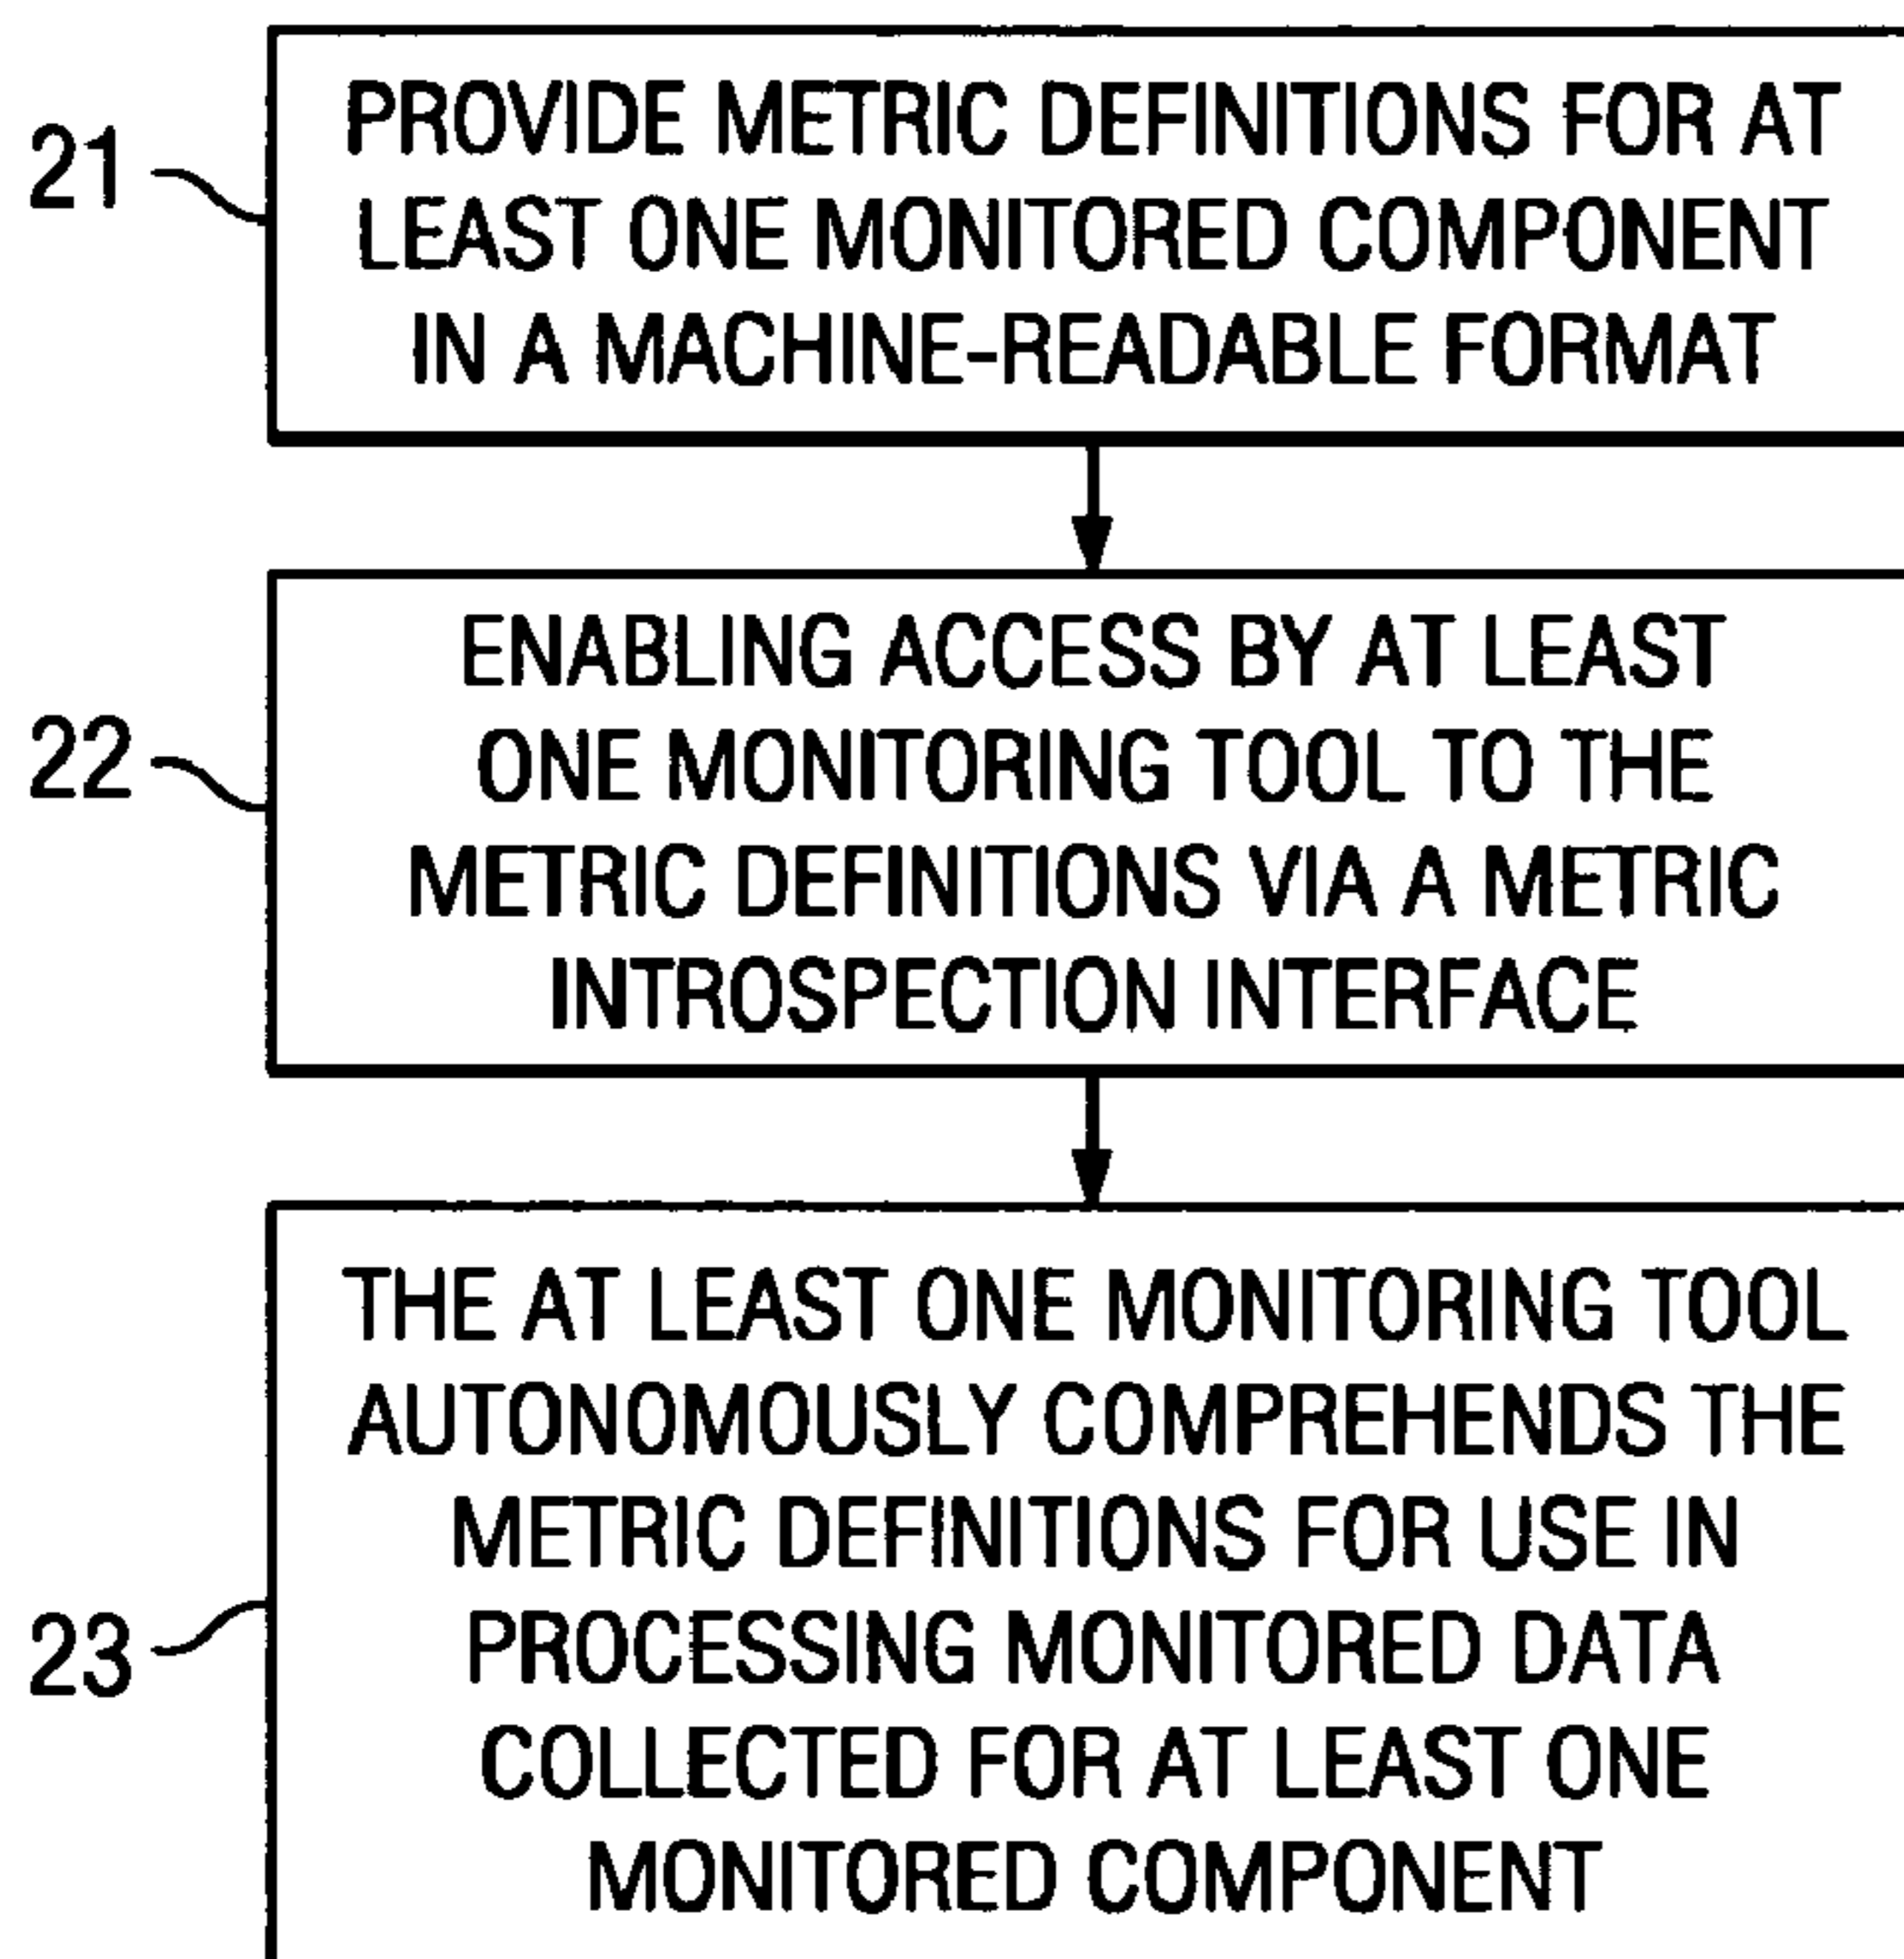 21
PROVIDE METRIC DEFINITIONS FOR AT
LEAST ONE MONITORED COMPONENT
IN A MACHINE-READABLE FORMAT
22
ENABLING ACCESS BY AT LEAST
ONE MONITORING TOOL TO THE
METRIC DEFINITIONS VIA A METRIC
INTROSPECTION INTERFACE
23
THE AT LEAST ONE MONITORING TOOL
AUTONOMOUSLY COMPREHENDS THE
METRIC DEFINITIONS FOR USE IN
PROCESSING MONITORED DATA
COLLECTED FOR AT LEAST ONE
MONITORED COMPONENT